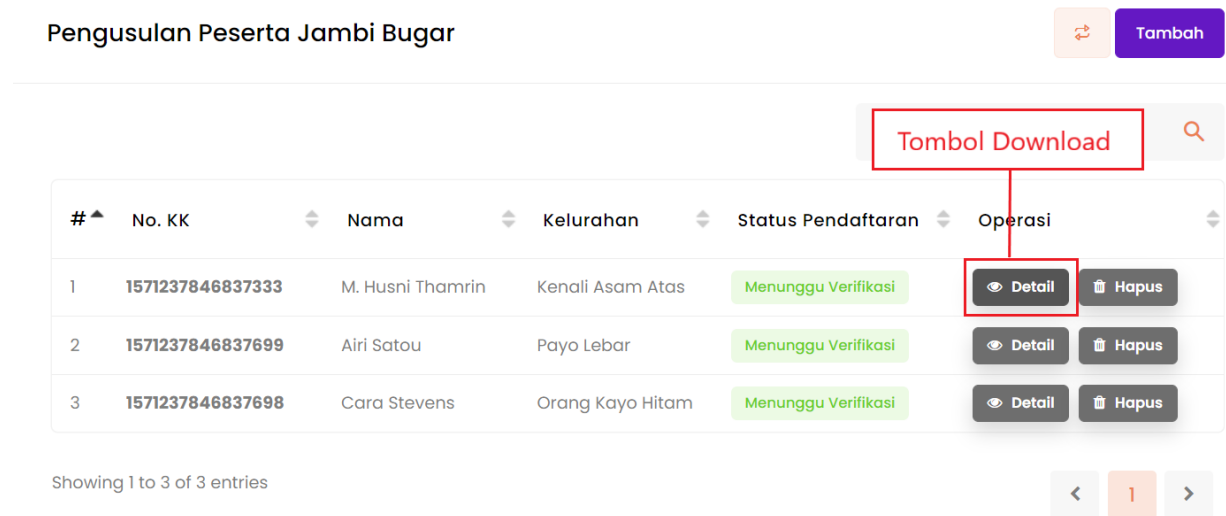 Pengusulan Peserta Jambi Bugar
Tambah
Tombol Download
# No. KK Nama Kelurahan Status Pendaftaran Operasi
1 1571237846837333 M. Husni Thamrin Kenali Asam Atas Menunggu Verifikasi Detail Hapus
2 1571237846837699 Airi Satou Payo Lebar Menunggu Verifikasi Detail Hapus
3 1571237846837698 Cara Stevens Orang Kayo Hitam Menunggu Verifikasi Detail Hapus
Showing 1 to 3 of 3 entries
1